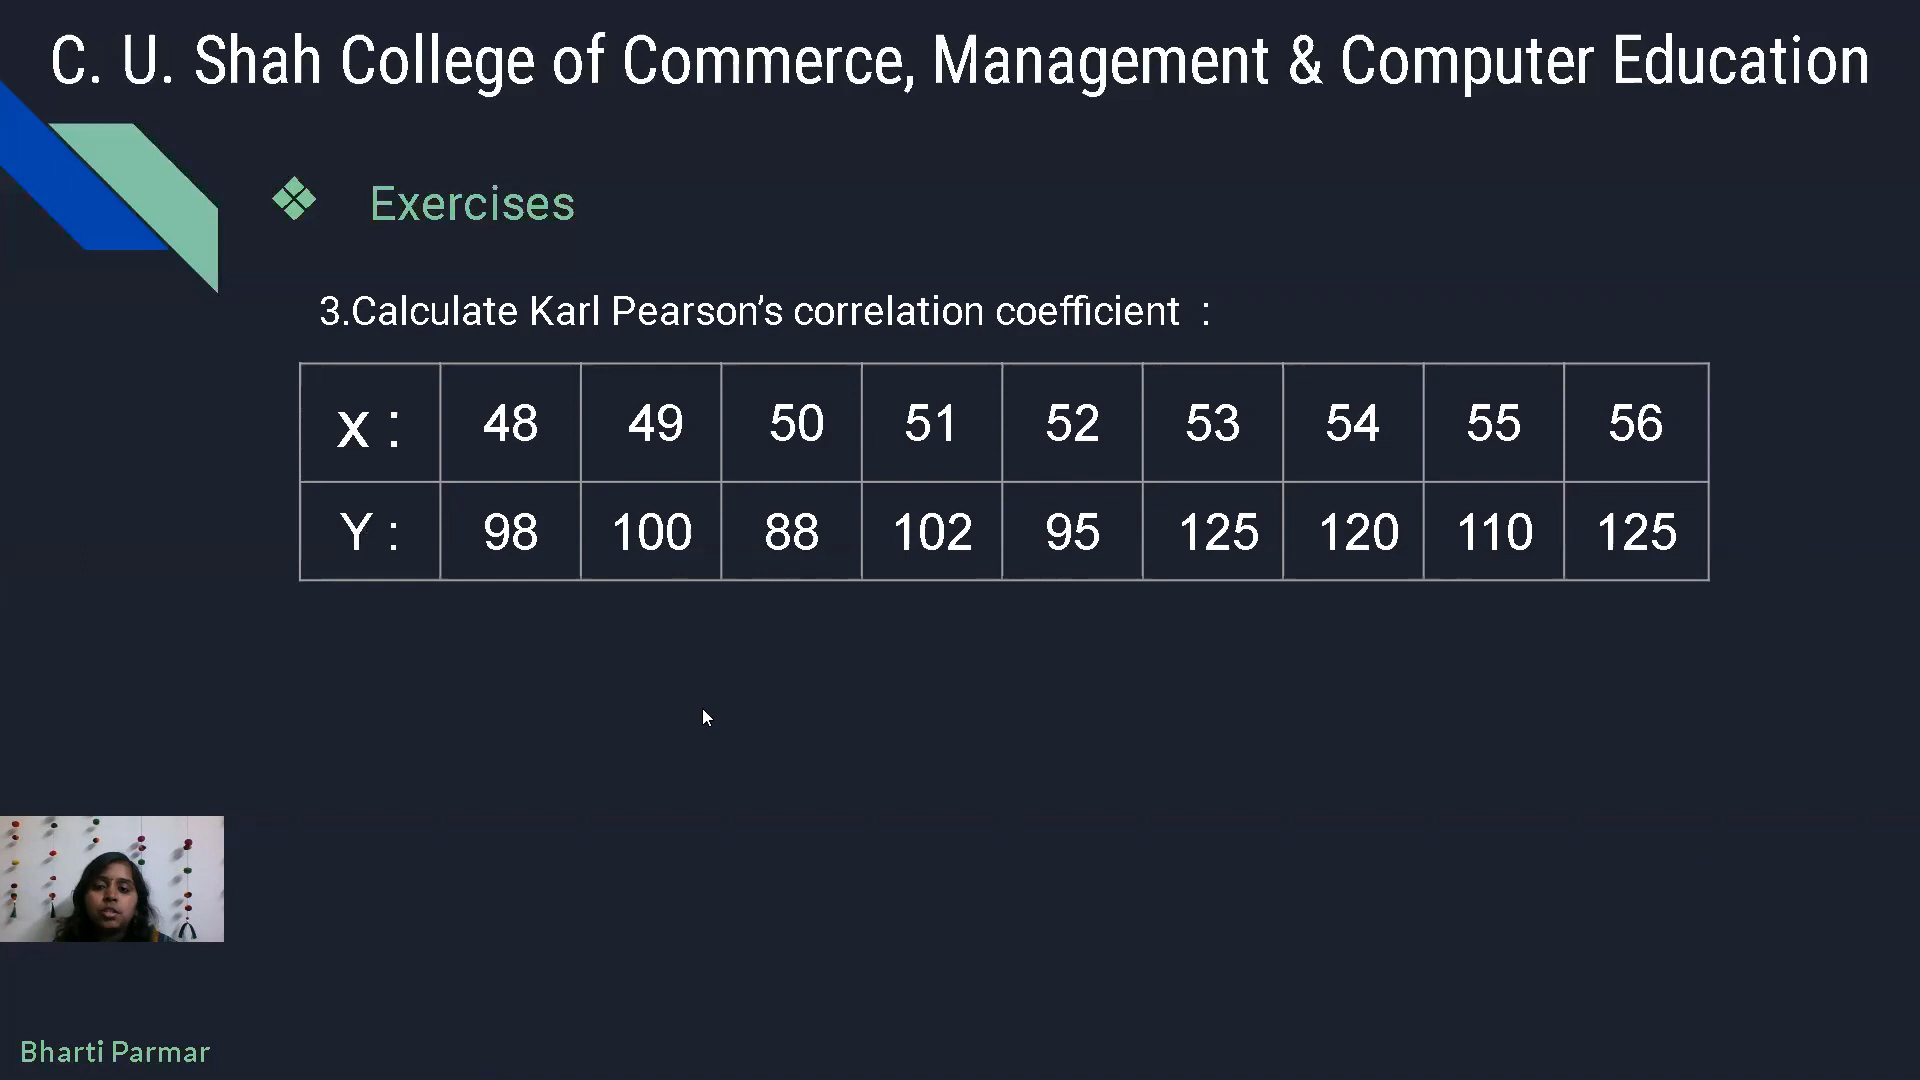 C. U. Shah College of Commerce, Management & Computer Education
❖ Exercises
3.Calculate Karl Pearson’s correlation coefficient :
x : 48 49 50 51 52 53 54 55 56
Y : 98 100 88 102 95 125 120 110 125
Bharti Parmar